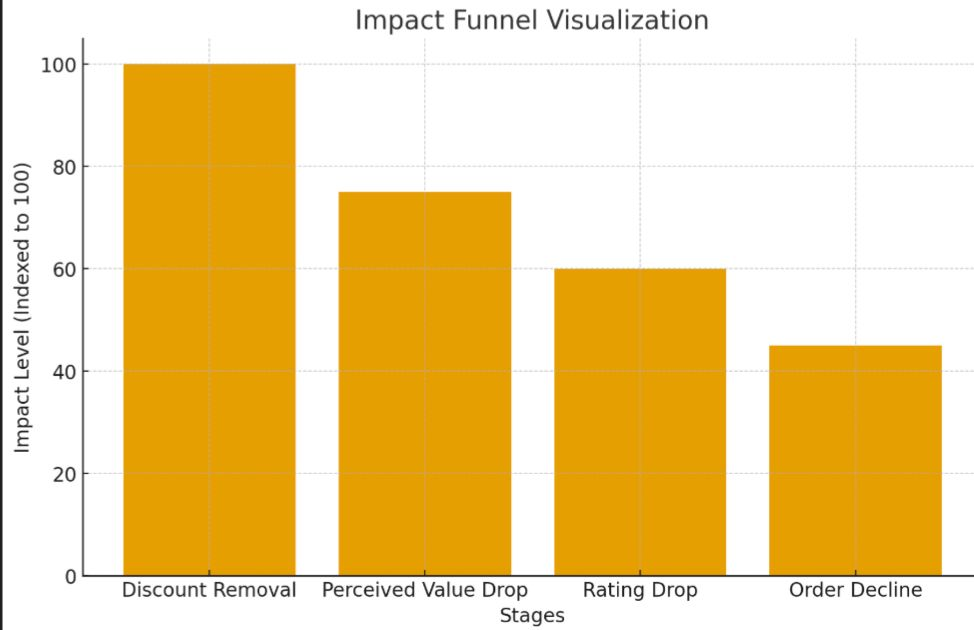 Impact Funnel Visualization
Impact Level (Indexed to 100)
100
80
60
40
20
0
Discount Removal Perceived Value Drop Rating Drop Order Decline
Stages